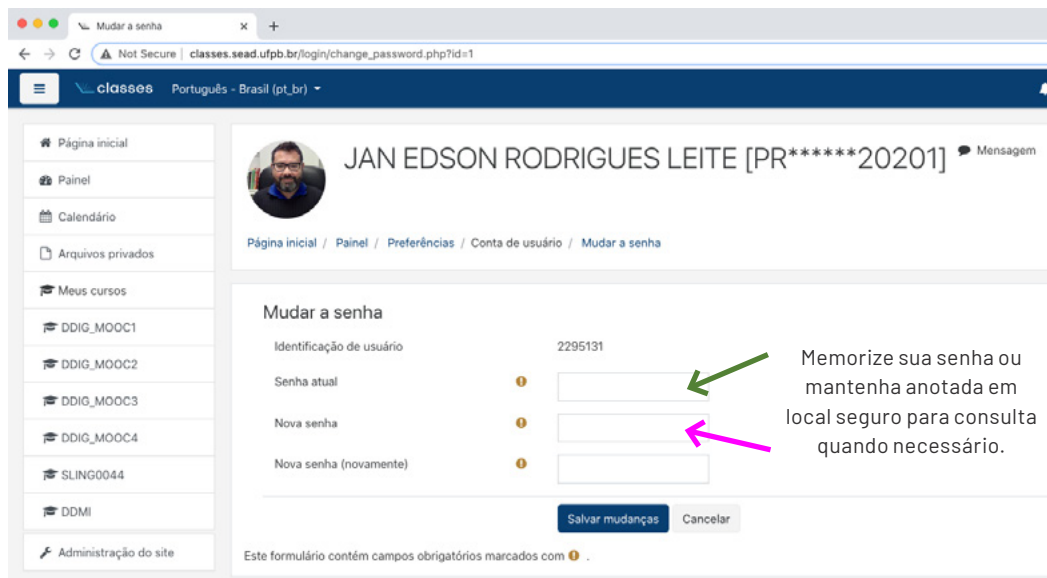 Mudar a senha
Not Secure | classes.sead.ufpb.br/login/change_password.php?id=1
classes Português - Brasil (pt_br)
Página inicial
Painel
Calendário
Arquivos privados
Meus cursos
DDIG_MOOC1
DDIG_MOOC2
DDIG_MOOC3
DDIG_MOOC4
SLING0044
DDMI
Administração do site
JAN EDSON RODRIGUES LEITE [PR******20201] Mensagem
Página inicial / Painel / Preferências / Conta de usuário / Mudar a senha
Mudar a senha
Identificação de usuário 2295131
Senha atual
Nova senha
Nova senha (novamente)
Salvar mudanças Cancelar
Este formulário contém campos obrigatórios marcados com .
Memorize sua senha ou
mantenha anotada em
local seguro para consulta
quando necessário.